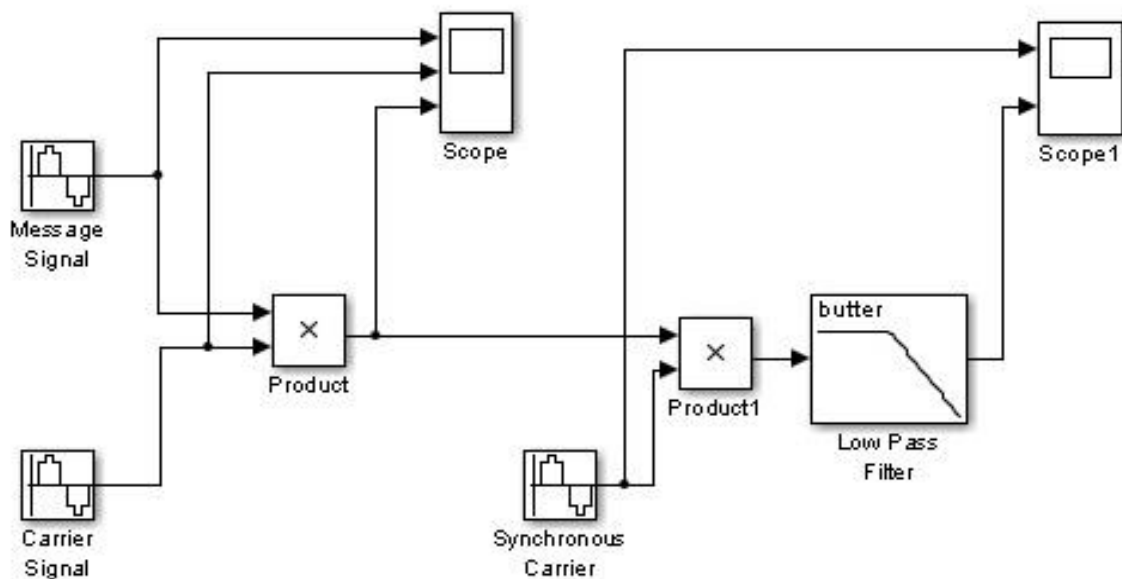 Scope
Scope1
Message
Signal
×
Product
×
Product1
butter
Low Pass
Filter
Carrier
Signal
Synchronous
Carrier